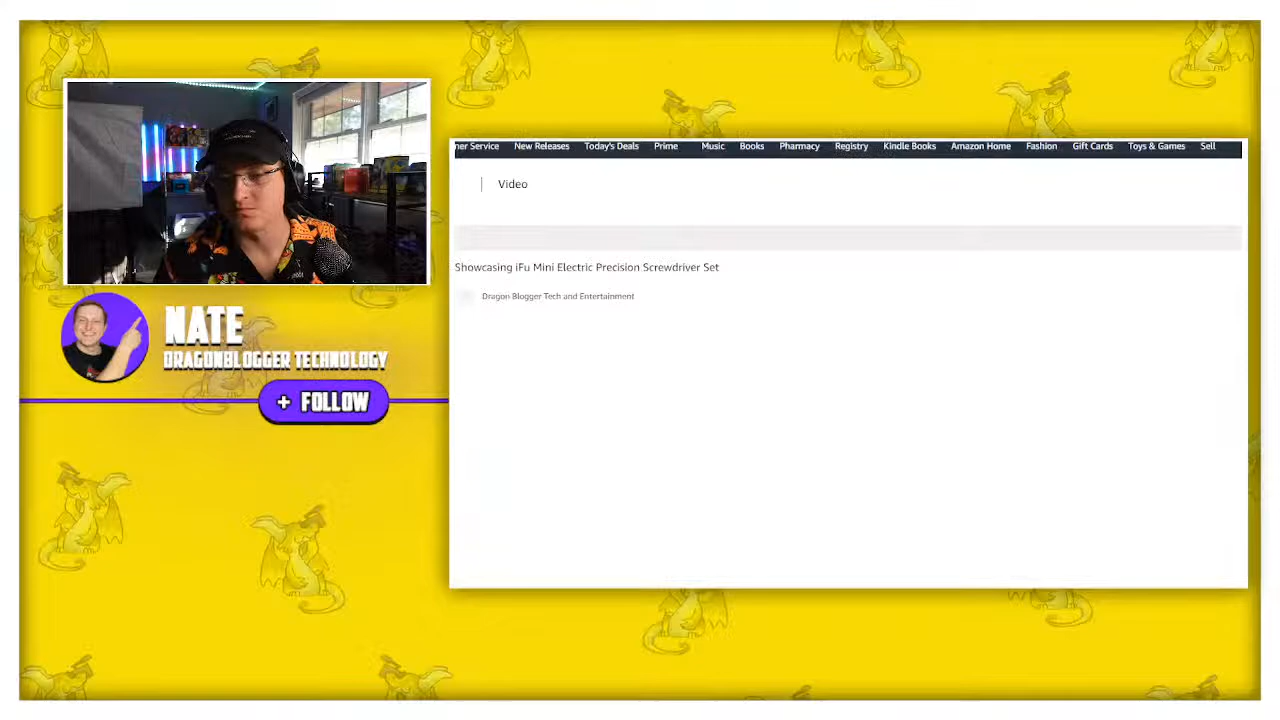 ner Service New Releases Today's Deals Prime Music Books Pharmacy Registry Kindle Books Amazon Home Fashion Gift Cards Toys & Games Sell
Video
Showcasing iFu Mini Electric Precision Screwdriver Set
Dragon Blogger Tech and Entertainment
NATE
DRAGONBLOGGER TECHNOLOGY
+ FOLLOW